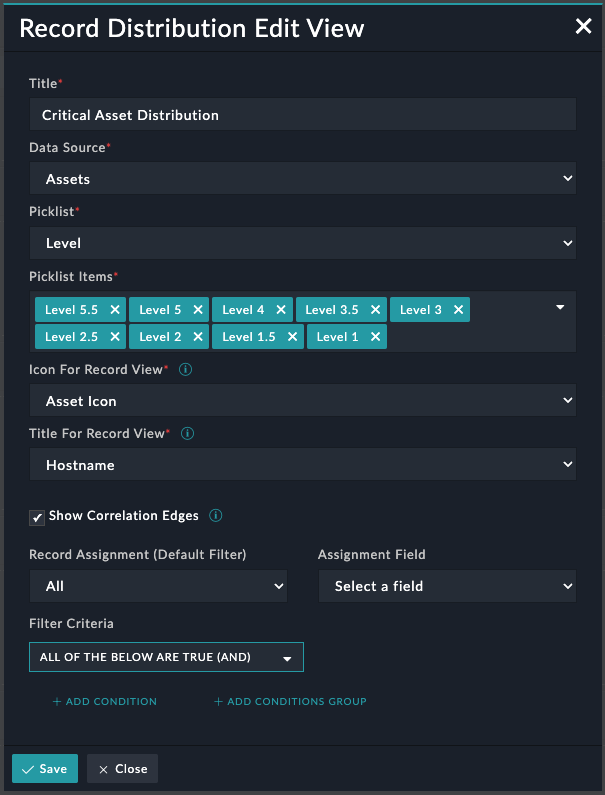 Record Distribution Edit View
Title*
Critical Asset Distribution
Data Source*
Assets
Picklist*
Level
Picklist Items*
Level 5.5 Level 5 Level 4 Level 3.5 Level 3
Level 2.5 Level 2 Level 1.5 Level 1
Icon For Record View*
Asset Icon
Title For Record View*
Hostname
Show Correlation Edges
Record Assignment (Default Filter) Assignment Field
All Select a field
Filter Criteria
ALL OF THE BELOW ARE TRUE (AND)
+ ADD CONDITION + ADD CONDITIONS GROUP
Save Close